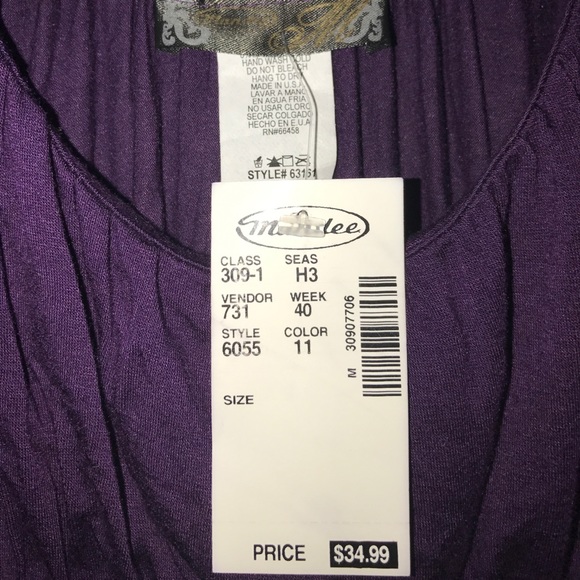 HAND WASH COLD
DO NOT BLEACH
HANG TO DRY
MADE IN U.S.A
LAVAR A MANO
EN AGUA FRIA
NO USAR CLORO
SECAR COLGADO
HECHO EN E.U.A
RN#66458
STYLE# 63151
Mandee
CLASS SEAS
309-1 H3
VENDOR WEEK
731 40
STYLE COLOR
6055 11
SIZE
M 30907706
PRICE $34.99